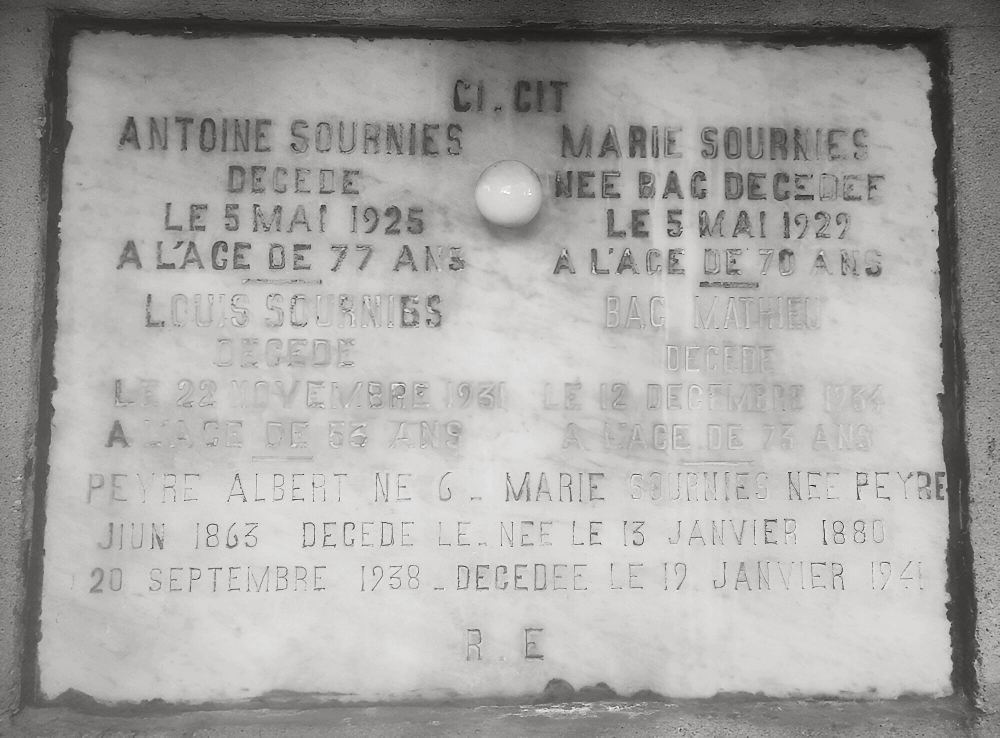 CI. CIT
ANTOINE SOURNIES
DECEDE
LE 5 MAI 1925
A L'AGE DE 77 ANS
MARIE SOURNIES
NEE BAC DECEDEE
LE 5 MAI 1929
A L'AGE DE 70 ANS
LOUIS SOURNIES
DECEDE
LE 22 NOVEMBRE 1931
A L'AGE DE 53 ANS
BAC MATHIEU
DECEDE
LE 12 DECEMBRE 1934
A L'AGE DE 73 ANS
PEYRE ALBERT NE 6 _ MARIE SOURNIES NEE PEYRE
JIUN 1863 DECEDE LE _ NEE LE 13 JANVIER 1880
20 SEPTEMBRE 1938 _ DECEDEE LE 19 JANVIER 1941
R. E